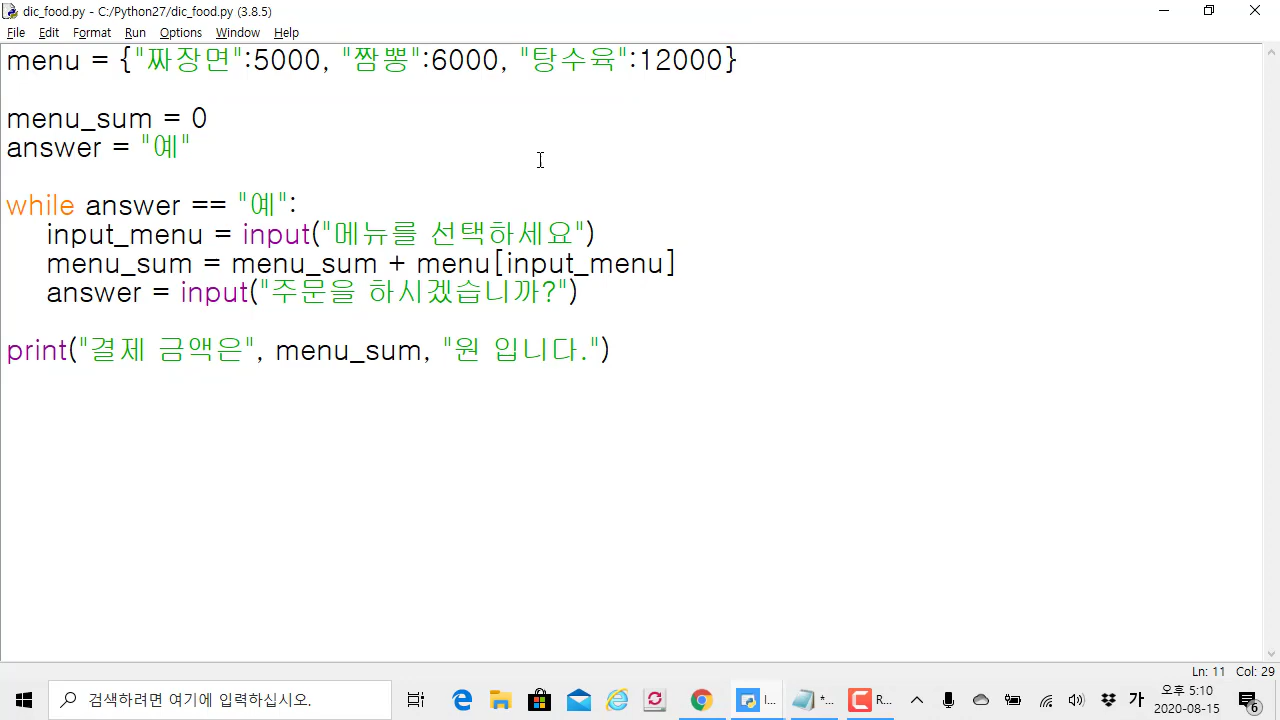 dic_food.py - C:/Python27/dic_food.py (3.8.5)
File Edit Format Run Options Window Help
menu = {"짜장면":5000, "짬뽕":6000, "탕수육":12000}
menu_sum = 0
answer = "예"
while answer == "예":
input_menu = input("메뉴를 선택하세요")
menu_sum = menu_sum + menu[input_menu]
answer = input("주문을 하시겠습니까?")
print("결제 금액은", menu_sum, "원 입니다.")
Ln: 11 Col: 29
검색하려면 여기에 입력하십시오.
I...
*...
R...
가
오후 5:10
2020-08-15
6